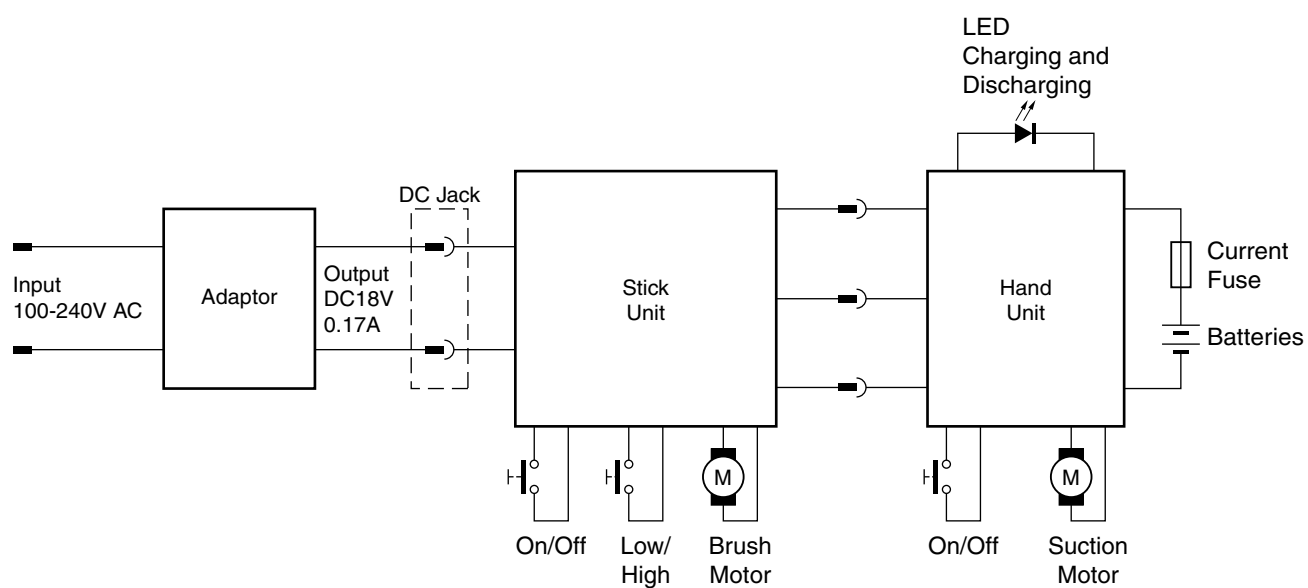 LED
Charging and
Discharging
DC Jack
Input
100-240V AC
Adaptor
Output
DC18V
0.17A
Stick
Unit
Hand
Unit
Current
Fuse
Batteries
M
M
On/Off
Low/
High
Brush
Motor
On/Off
Suction
Motor